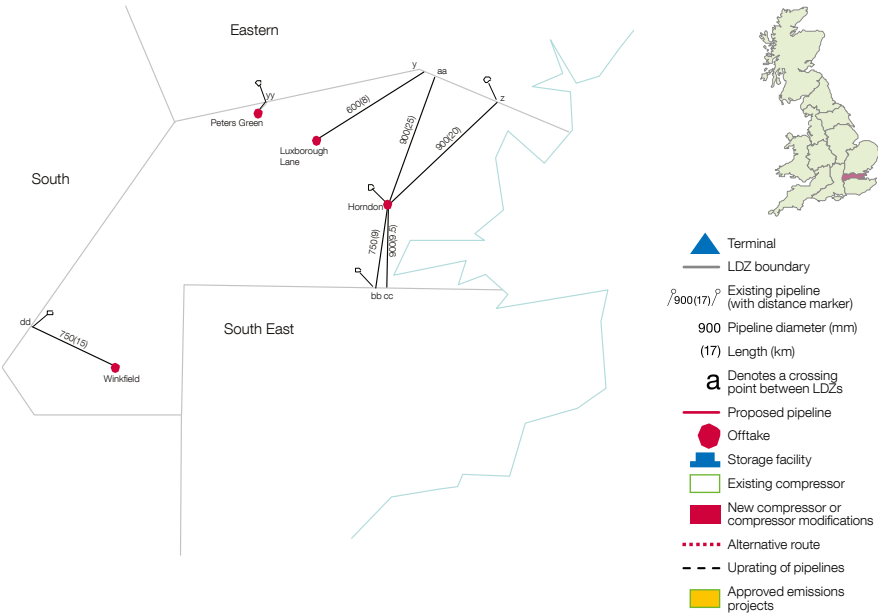 Eastern
y
aa
yy
z
600(8)
Peters Green
900(25)
900(20)
Luxborough
Lane
South
Horndon
750(9)
900(9.5)
bb cc
dd
750(15)
South East
Winkfield
Terminal
LDZ boundary
900(17)
Existing pipeline
(with distance marker)
900 Pipeline diameter (mm)
(17) Length (km)
a Denotes a crossing
point between LDZs
Proposed pipeline
Offtake
Storage facility
Existing compressor
New compressor or
compressor modifications
Alternative route
Uprating of pipelines
Approved emissions
projects